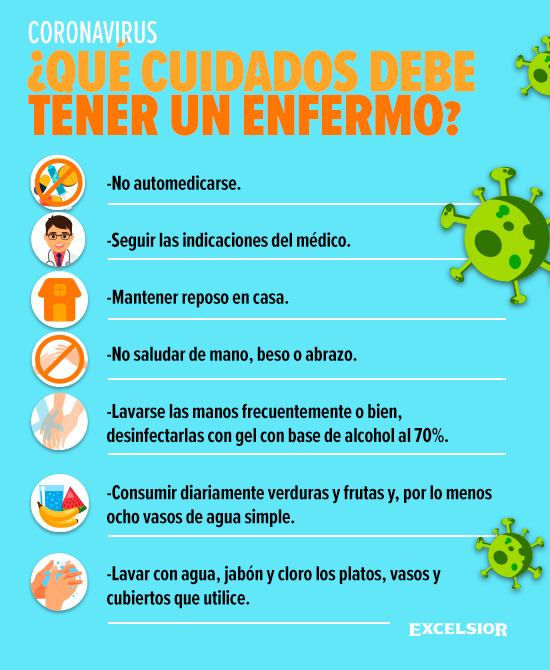 CORONAVIRUS
¿QUÉ CUIDADOS DEBE
TENER UN ENFERMO?
-No automedicarse.
-Seguir las indicaciones del médico.
-Mantener reposo en casa.
-No saludar de mano, beso o abrazo.
-Lavarse las manos frecuentemente o bien,
desinfectarlas con gel con base de alcohol al 70%.
-Consumir diariamente verduras y frutas y, por lo menos
ocho vasos de agua simple.
-Lavar con agua, jabón y cloro los platos, vasos y
cubiertos que utilice.
EXCELSIOR